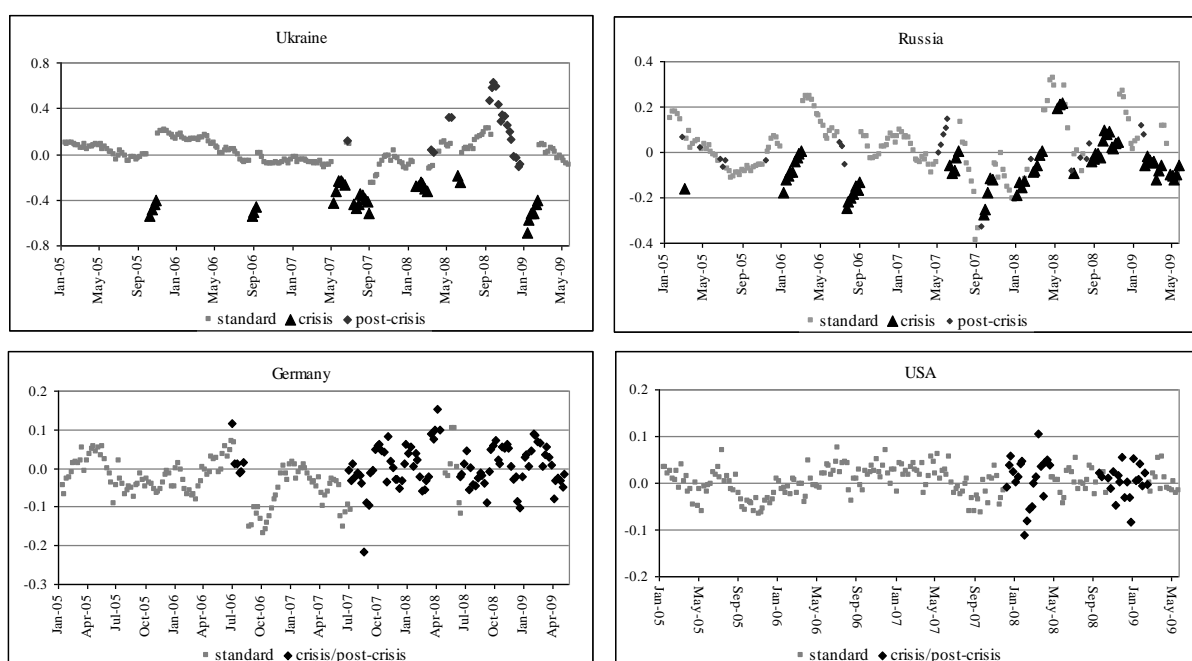 Ukraine
0.8
0.4
0.0
-0.4
-0.8
Jan-05
May-05
Sep-05
Jan-06
May-06
Sep-06
Jan-07
May-07
Sep-07
Jan-08
May-08
Sep-08
Jan-09
May-09
standard crisis post-crisis
Russia
0.4
0.2
0
-0.2
-0.4
Jan-05
May-05
Sep-05
Jan-06
May-06
Sep-06
Jan-07
May-07
Sep-07
Jan-08
May-08
Sep-08
Jan-09
May-09
standard crisis post-crisis
Germany
0.2
0.1
0.0
-0.1
-0.2
-0.3
Jan-05
Apr-05
Jul-05
Oct-05
Jan-06
Apr-06
Jul-06
Oct-06
Jan-07
Apr-07
Jul-07
Oct-07
Jan-08
Apr-08
Jul-08
Oct-08
Jan-09
Apr-09
standard crisis/post-crisis
USA
0.2
0.1
0.0
-0.1
-0.2
Jan-05
May-05
Sep-05
Jan-06
May-06
Sep-06
Jan-07
May-07
Sep-07
Jan-08
May-08
Sep-08
Jan-09
May-09
standard crisis/post-crisis